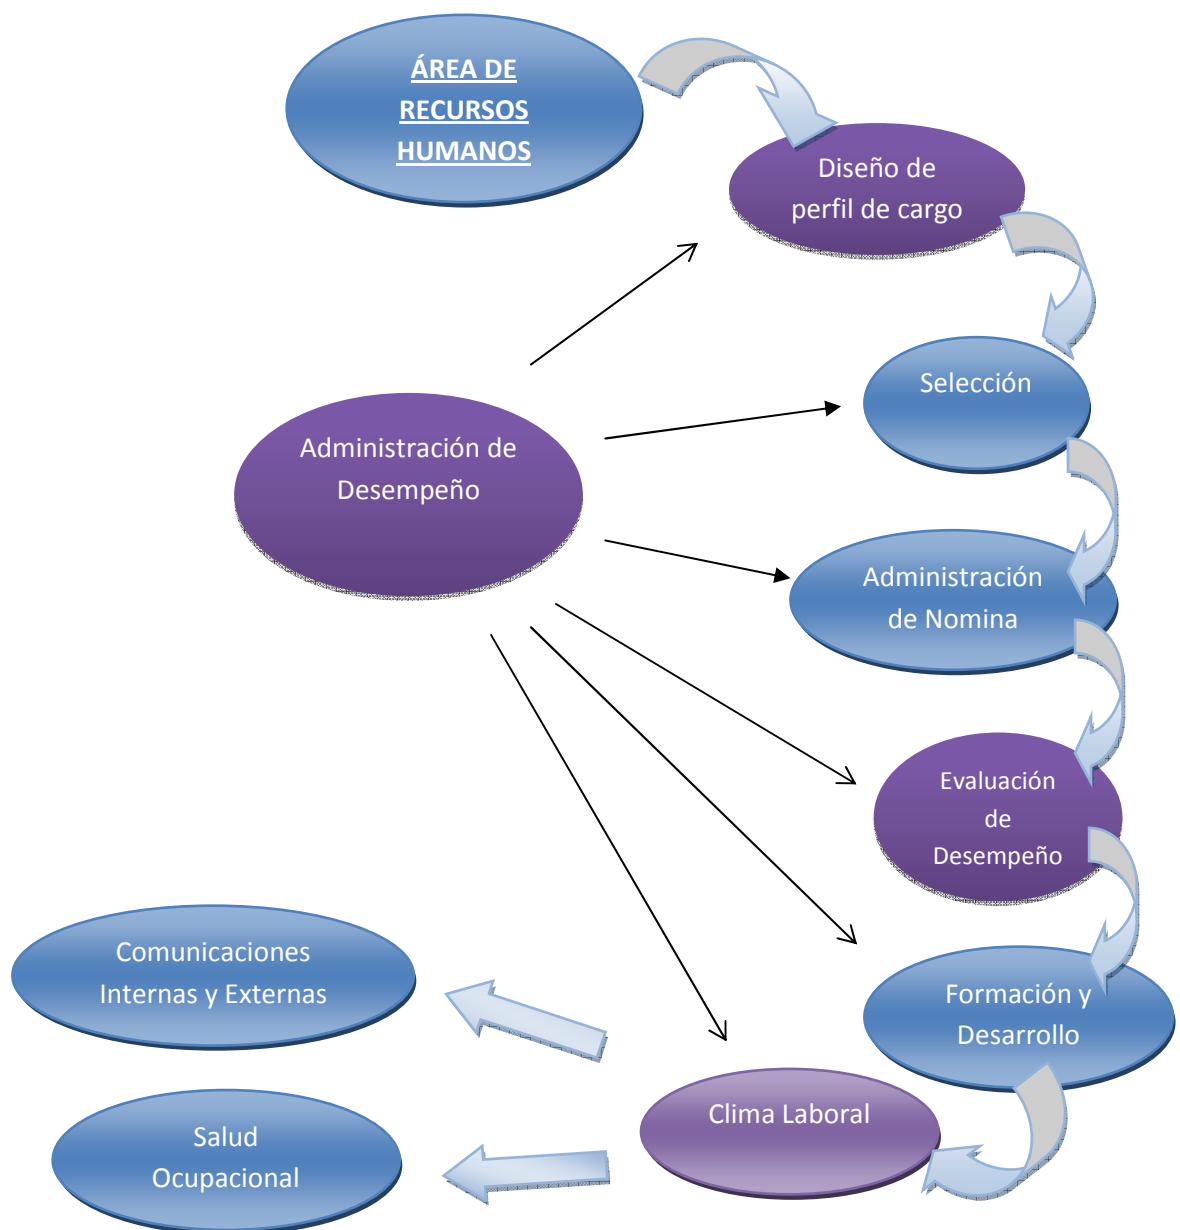 ÁREA DE
RECURSOS
HUMANOS
Diseño de
perfil de cargo
Selección
Administración de
Desempeño
Administración
de Nomina
Evaluación
de
Desempeño
Comunicaciones
Internas y Externas
Formación y
Desarrollo
Clima Laboral
Salud
Ocupacional